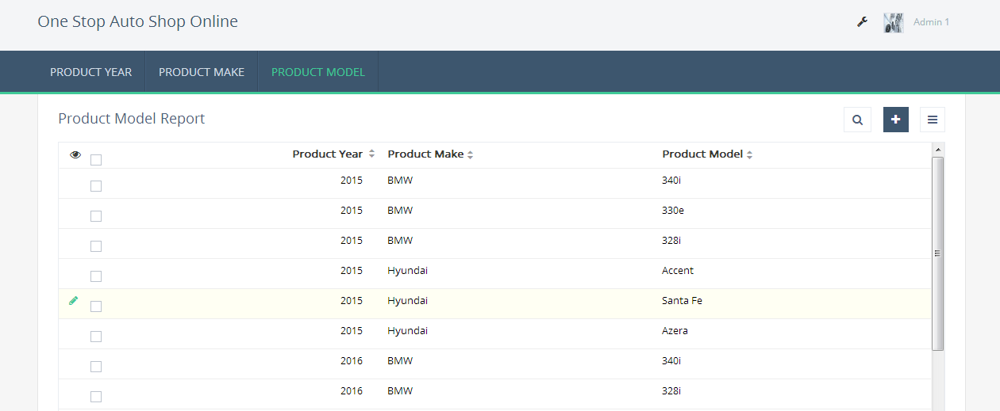 One Stop Auto Shop Online
Admin 1
PRODUCT YEAR PRODUCT MAKE PRODUCT MODEL
Product Model Report
Product Year Product Make Product Model
2015 BMW 340i
2015 BMW 330e
2015 BMW 328i
2015 Hyundai Accent
2015 Hyundai Santa Fe
2015 Hyundai Azera
2016 BMW 340i
2016 BMW 328i